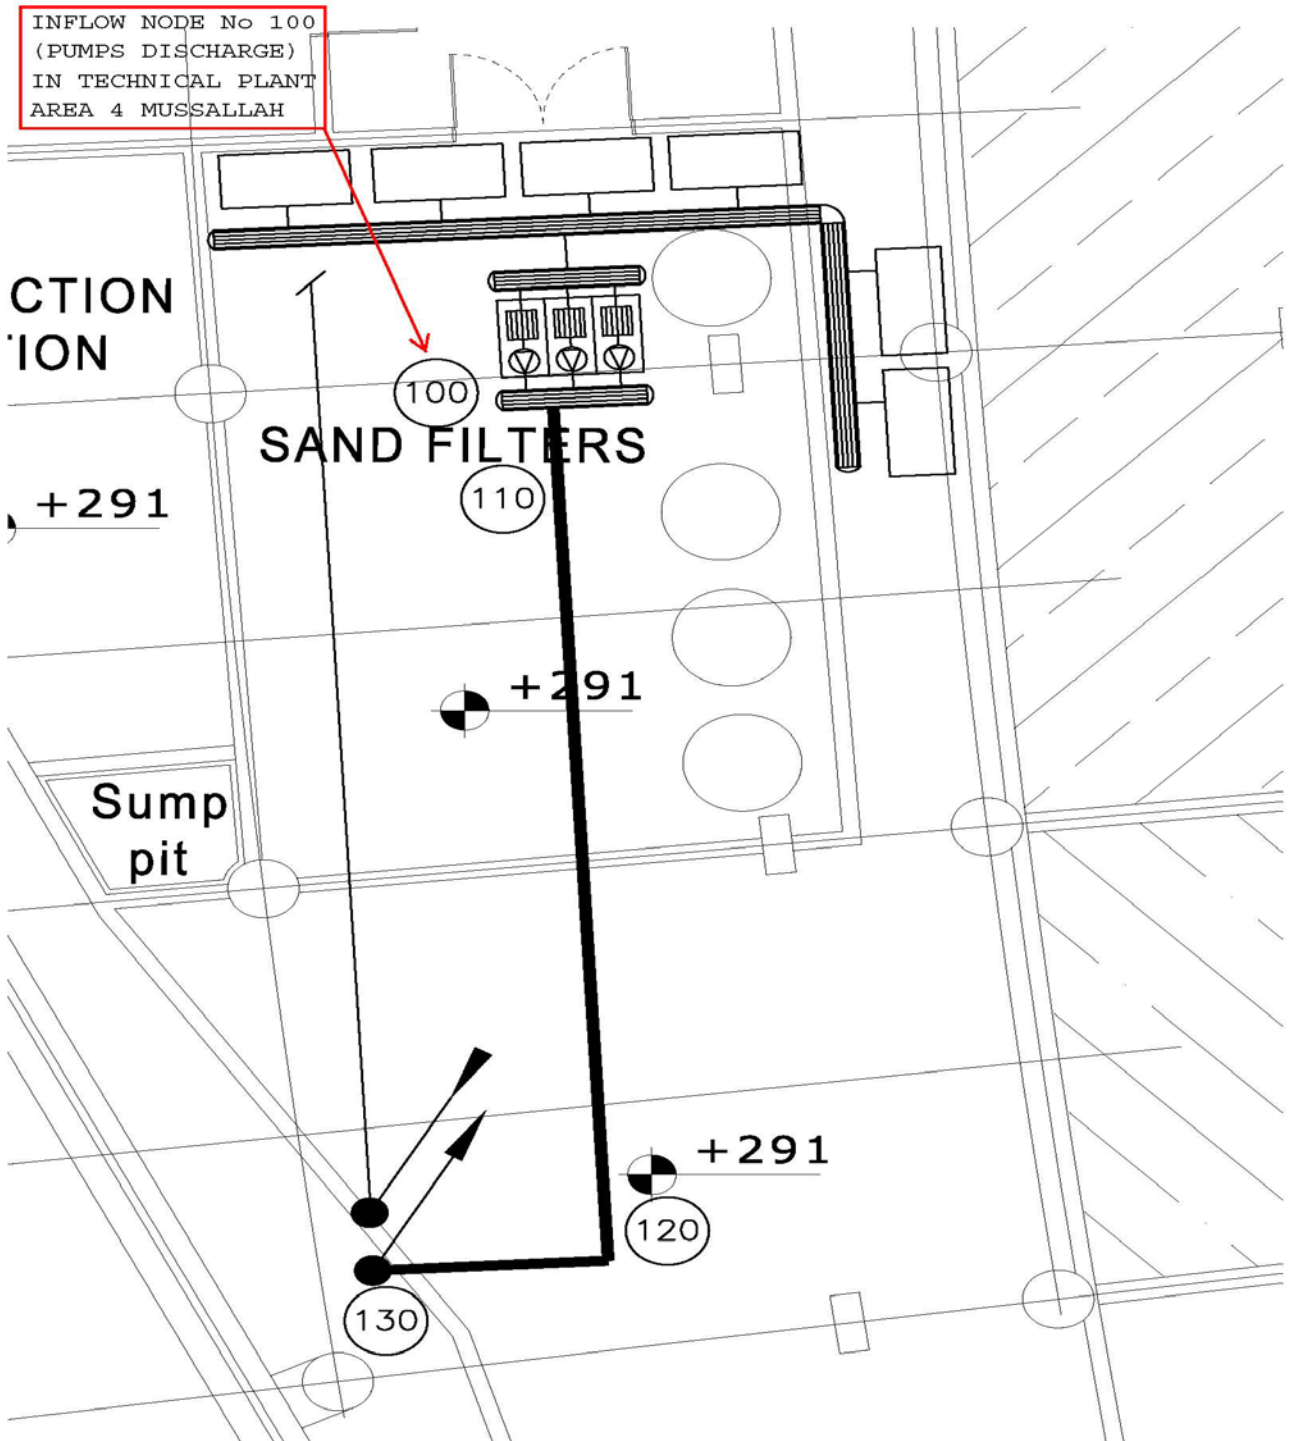 INFLOW NODE No 100
(PUMPS DISCHARGE)
IN TECHNICAL PLANT
AREA 4 MUSSALLAH
CTION
ION
100
SAND FILTERS
110
+291
+291
Sump
pit
+291
120
130